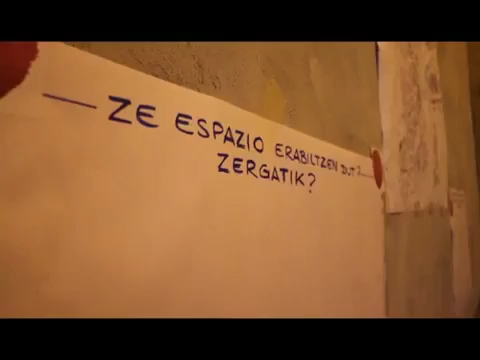 — ZE ESPAZIO ERABILTZEN DUT? —
ZERGATIK?